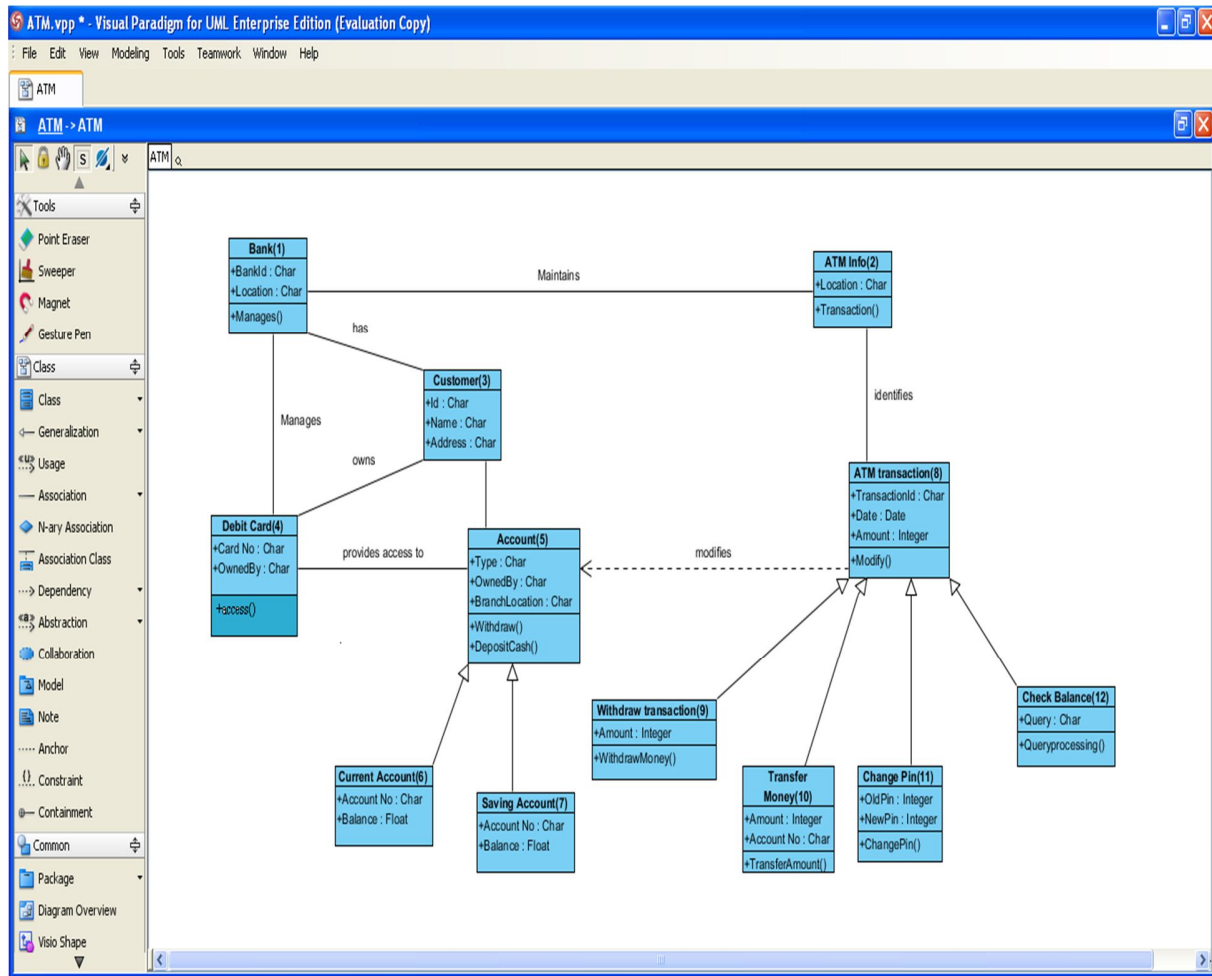 ATM.vpp * - Visual Paradigm for UML Enterprise Edition (Evaluation Copy)
File Edit View Modeling Tools Teamwork Window Help
ATM
ATM->ATM
S
ATM
Tools
Point Eraser
Sweeper
Magnet
Gesture Pen
Class
Class
Generalization
Usage
Association
N-ary Association
Association Class
Dependency
Abstraction
Collaboration
Model
Note
Anchor
Constraint
Containment
Common
Package
Diagram Overview
Visio Shape
Bank(1)
+BankId : Char
+Location : Char
+Manages()
Maintains
ATM Info(2)
+Location : Char
+Transaction()
has
Customer(3)
+Id : Char
+Name : Char
+Address : Char
Manages
owns
identifies
Debit Card(4)
+Card No : Char
+OwnedBy : Char
+access()
provides access to
Account(5)
+Type : Char
+OwnedBy : Char
+BranchLocation : Char
+Withdraw()
+DepositCash()
modifies
ATM transaction(8)
+TransactionId : Char
+Date : Date
+Amount : Integer
+Modify()
Current Account(6)
+Account No : Char
+Balance : Float
Saving Account(7)
+Account No : Char
+Balance : Float
Withdraw transaction(9)
+Amount : Integer
+WithdrawMoney()
Transfer
Money(10)
+Amount : Integer
+Account No : Char
+TransferAmount()
Change Pin(11)
+OldPin : Integer
+NewPin : Integer
+ChangePin()
Check Balance(12)
+Query : Char
+Queryprocessing()